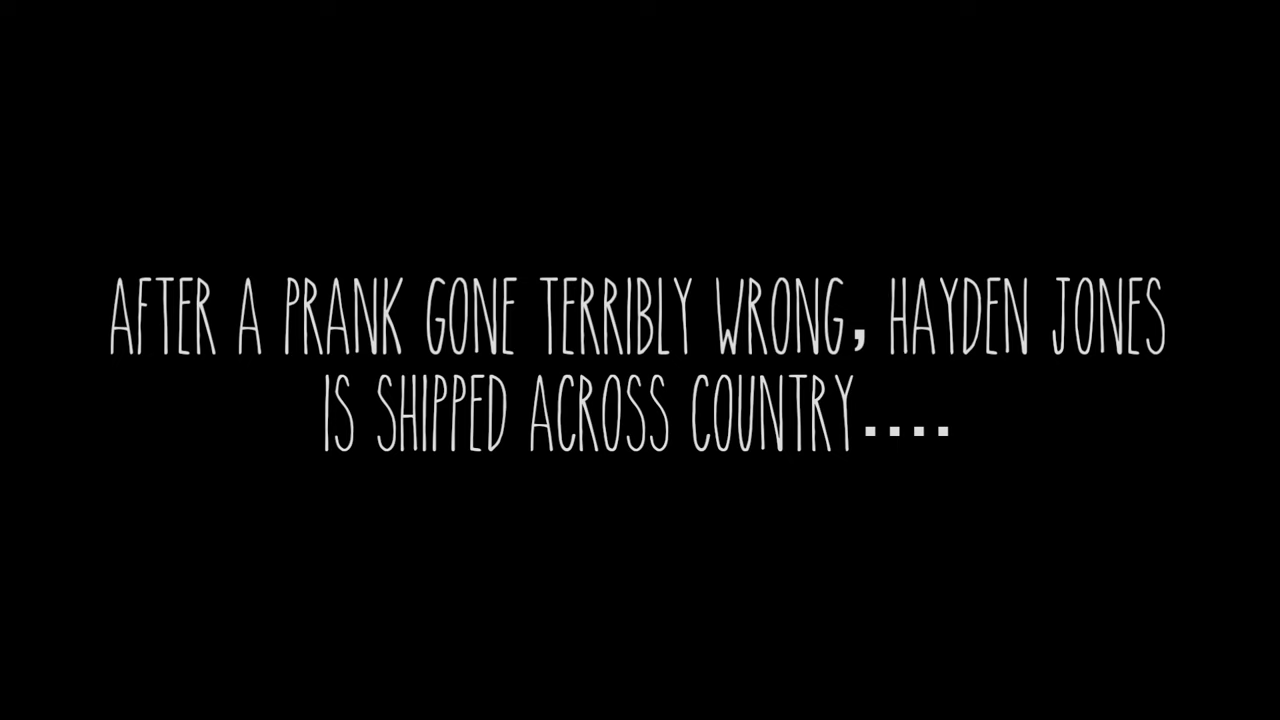 AFTER A PRANK GONE TERRIBLY WRONG, HAYDEN JONES
IS SHIPPED ACROSS COUNTRY....